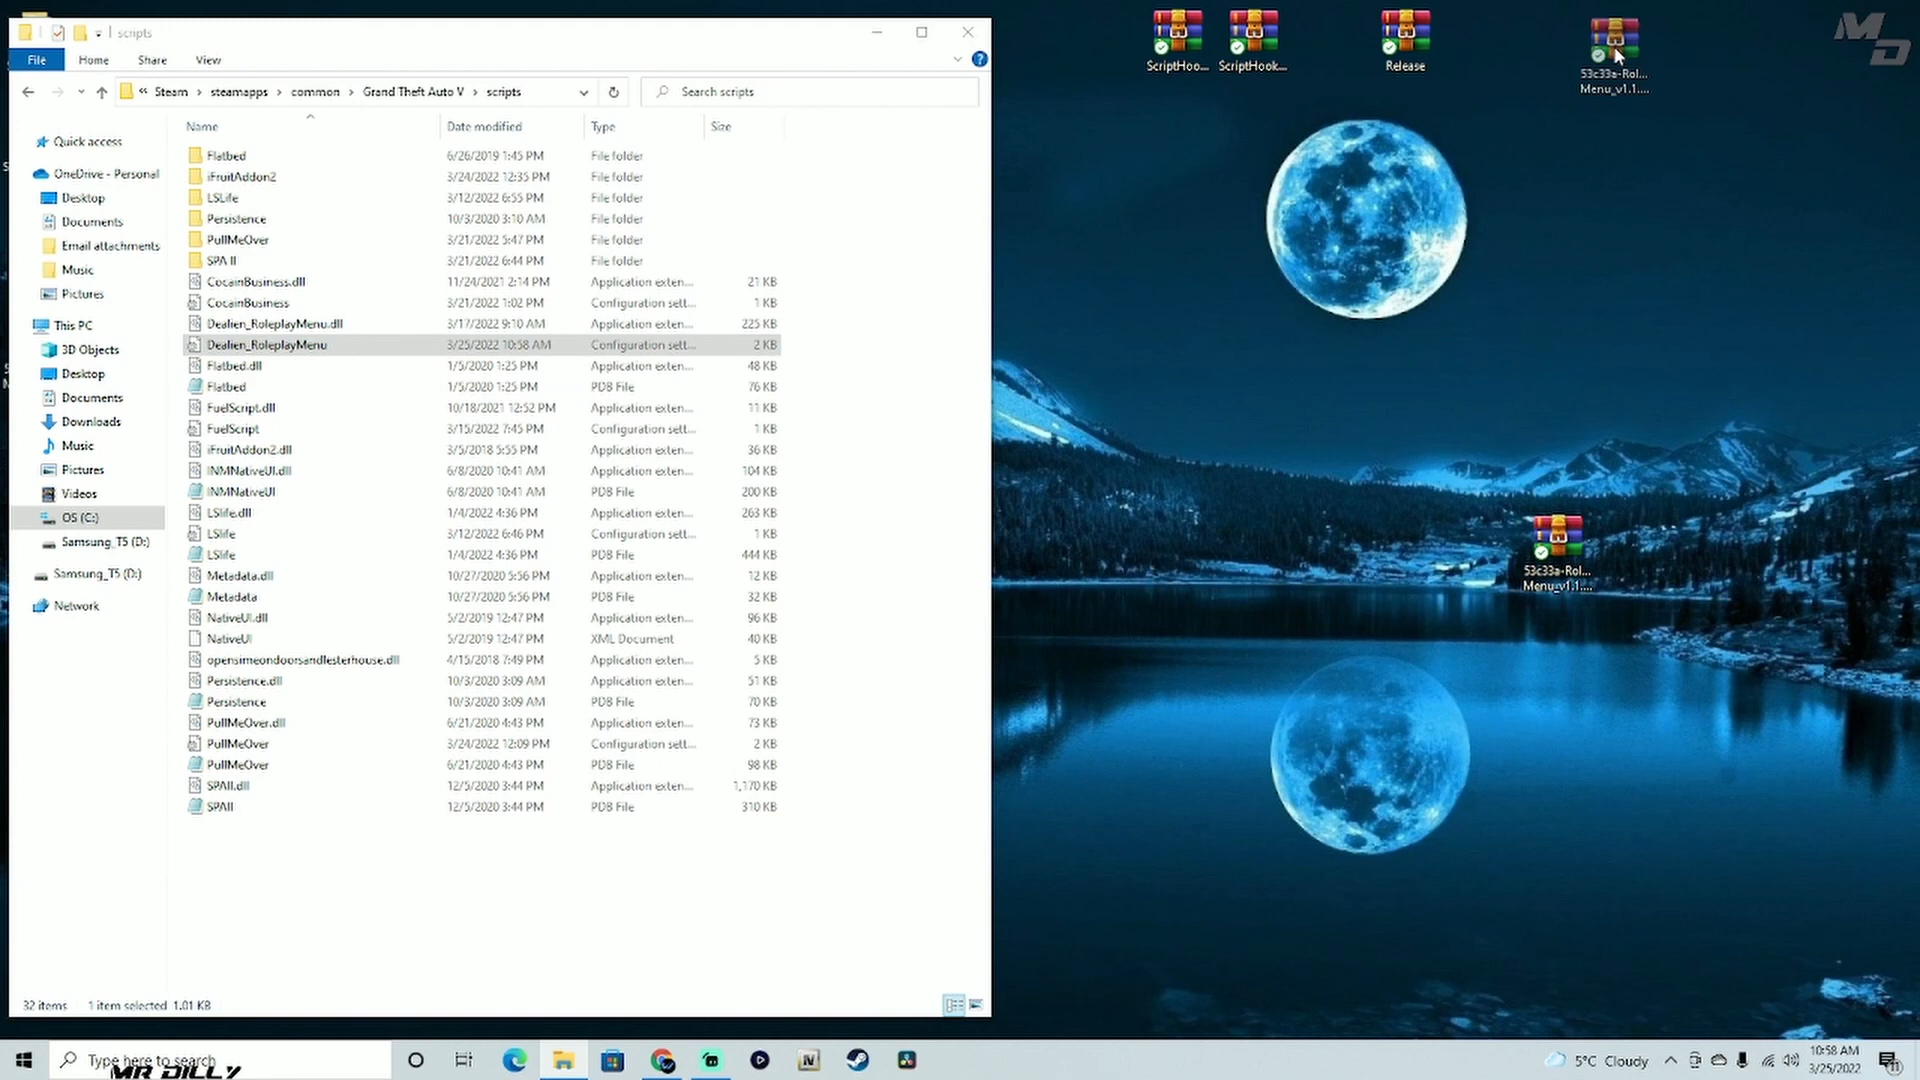 scripts
File
Home
Share
View
« Steam > steamapps > common > Grand Theft Auto V > scripts
Search scripts
Name
Date modified
Type
Size
Quick access
OneDrive - Personal
Desktop
Documents
Email attachments
Music
Pictures
This PC
3D Objects
Desktop
Documents
Downloads
Music
Pictures
Videos
OS (C:)
Samsung_T5 (D:)
Samsung_T5 (D:)
Network
Flatbed 6/26/2019 1:45 PM File folder
iFruitAddon2 3/24/2022 12:35 PM File folder
LSLife 3/12/2022 6:55 PM File folder
Persistence 10/3/2020 3:10 AM File folder
PullMeOver 3/21/2022 5:47 PM File folder
SPA II 3/21/2022 6:44 PM File folder
CocainBusiness.dll 11/24/2021 2:14 PM Application exten... 21 KB
CocainBusiness 3/21/2022 1:02 PM Configuration sett... 1 KB
Dealien_RoleplayMenu.dll 3/17/2022 9:10 AM Application exten... 225 KB
Dealien_RoleplayMenu 3/25/2022 10:58 AM Configuration sett... 2 KB
Flatbed.dll 1/5/2020 1:25 PM Application exten... 48 KB
Flatbed 1/5/2020 1:25 PM PDB File 76 KB
FuelScript.dll 10/18/2021 12:52 PM Application exten... 11 KB
FuelScript 3/15/2022 7:45 PM Configuration sett... 1 KB
iFruitAddon2.dll 3/5/2018 5:55 PM Application exten... 36 KB
INMNativeUI.dll 6/8/2020 10:41 AM Application exten... 104 KB
INMNativeUI 6/8/2020 10:41 AM PDB File 200 KB
LSlife.dll 1/4/2022 4:36 PM Application exten... 263 KB
LSlife 3/12/2022 6:46 PM Configuration sett... 1 KB
LSlife 1/4/2022 4:36 PM PDB File 444 KB
Metadata.dll 10/27/2020 5:56 PM Application exten... 12 KB
Metadata 10/27/2020 5:56 PM PDB File 32 KB
NativeUI.dll 5/2/2019 12:47 PM Application exten... 96 KB
NativeUI 5/2/2019 12:47 PM XML Document 40 KB
opensimeondoorsandlesterhouse.dll 4/15/2018 7:49 PM Application exten... 5 KB
Persistence.dll 10/3/2020 3:09 AM Application exten... 51 KB
Persistence 10/3/2020 3:09 AM PDB File 70 KB
PullMeOver.dll 6/21/2020 4:43 PM Application exten... 73 KB
PullMeOver 3/24/2022 12:09 PM Configuration sett... 2 KB
PullMeOver 6/21/2020 4:43 PM PDB File 98 KB
SPAII.dll 12/5/2020 3:44 PM Application exten... 1,170 KB
SPAII 12/5/2020 3:44 PM PDB File 310 KB
32 items 1 item selected 1.01 KB
ScriptHoo...
ScriptHook...
Release
53c33a-Rol...
Menu_v1.1....
MD
53c33a-Rol...
Menu_v1.1....
Type here to search
MR DILLY
5°C Cloudy
10:58 AM
3/25/2022
11